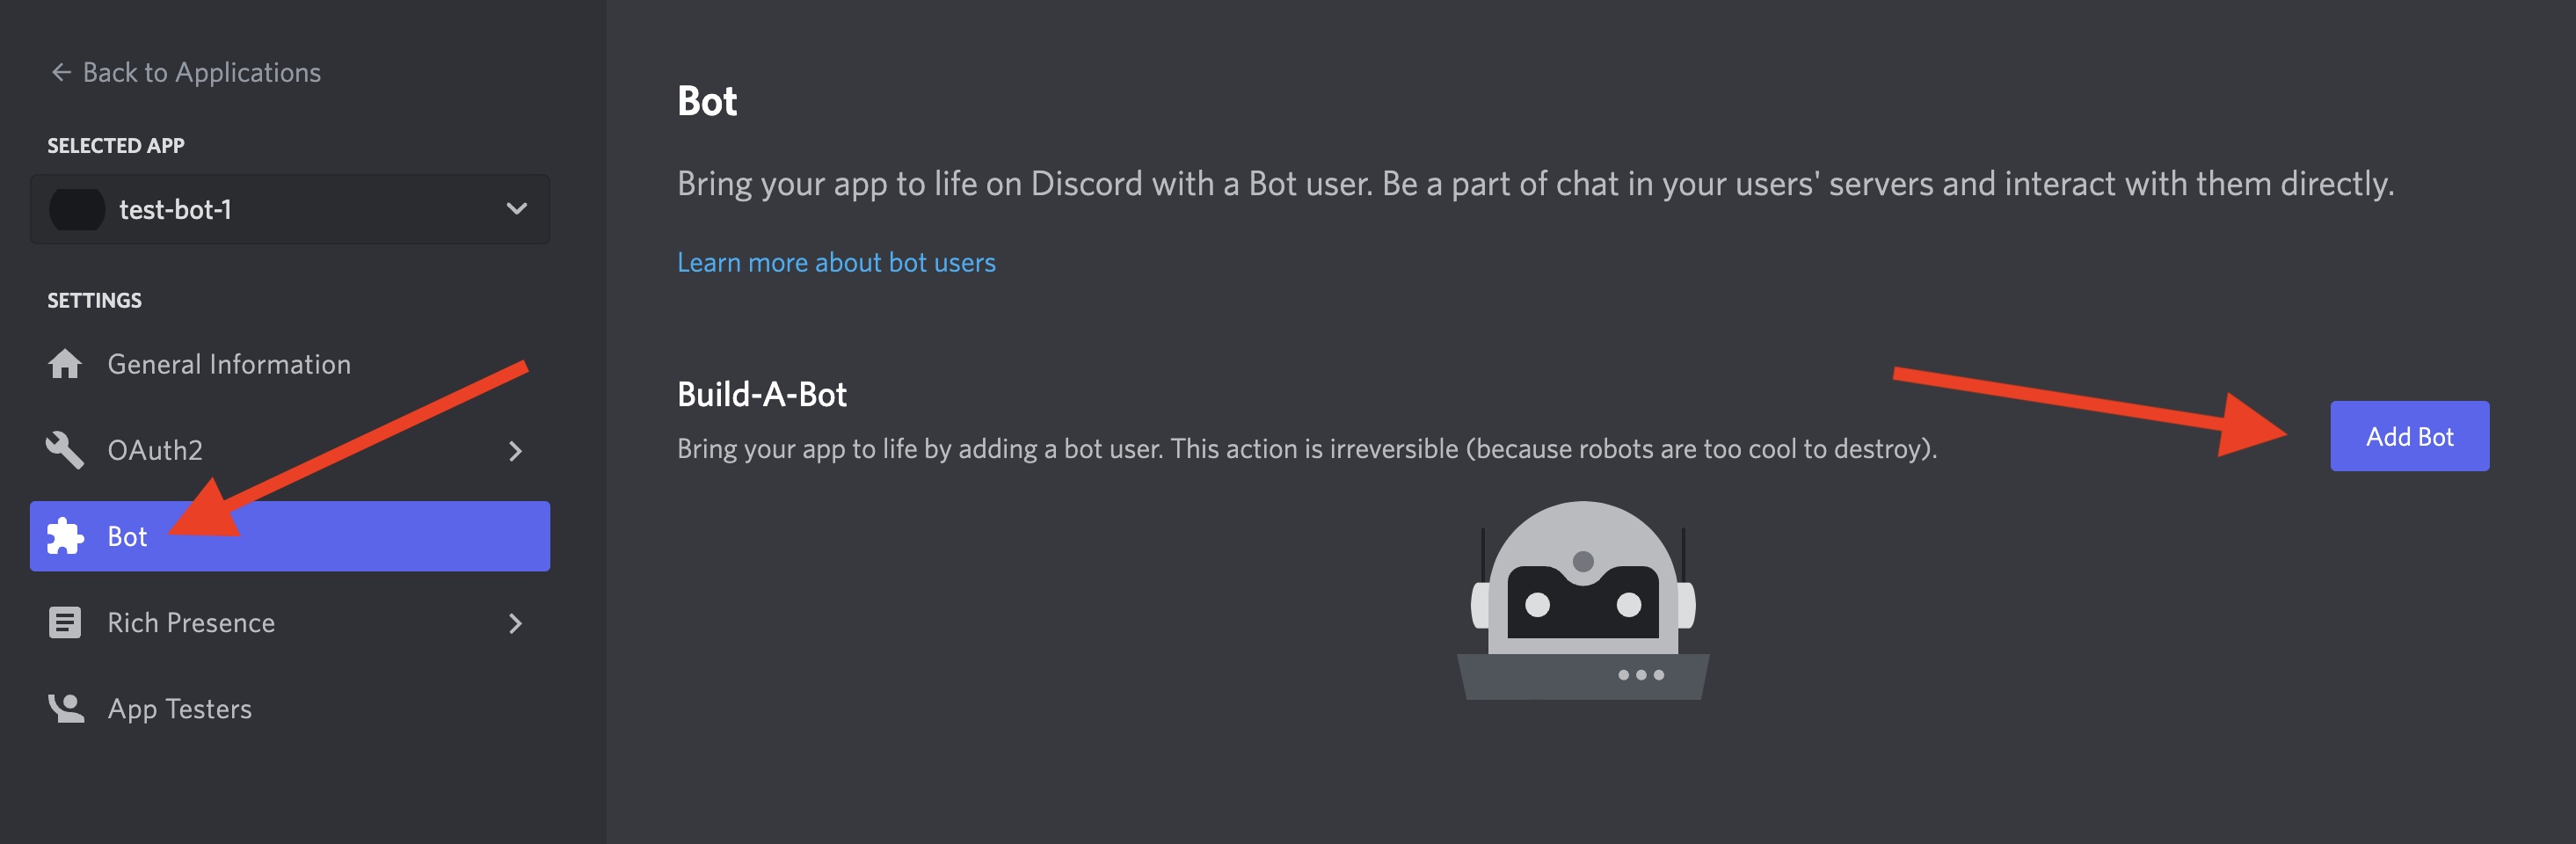 ← Back to Applications
SELECTED APP
test-bot-1
SETTINGS
General Information
OAuth2
Bot
Rich Presence
App Testers
Bot
Bring your app to life on Discord with a Bot user. Be a part of chat in your users' servers and interact with them directly.
Learn more about bot users
Build-A-Bot
Bring your app to life by adding a bot user. This action is irreversible (because robots are too cool to destroy).
Add Bot